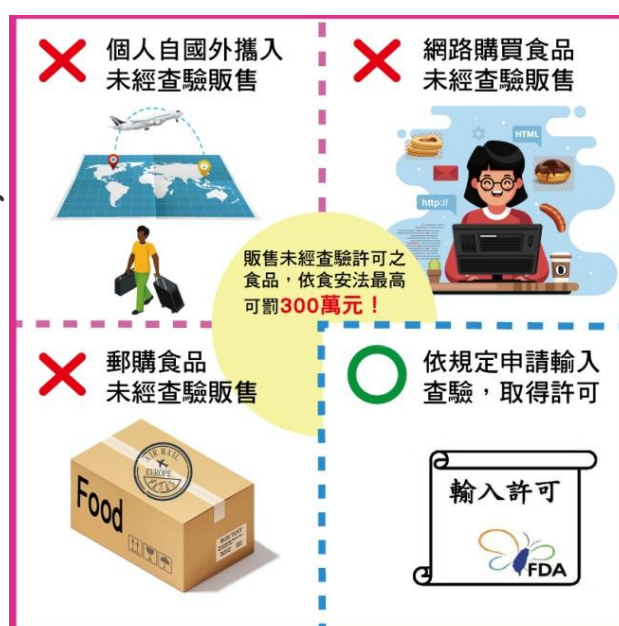 個人自國外攜入
未經查驗販售
網路購買食品
未經查驗販售
HTML
http://
販售未經查驗許可之
食品，依食安法最高
可罰300萬元！
郵購食品
未經查驗販售
AIR MAIL
EUROPE
Food
BOX TEXT
依規定申請輸入
查驗，取得許可
輸入許可
FDA